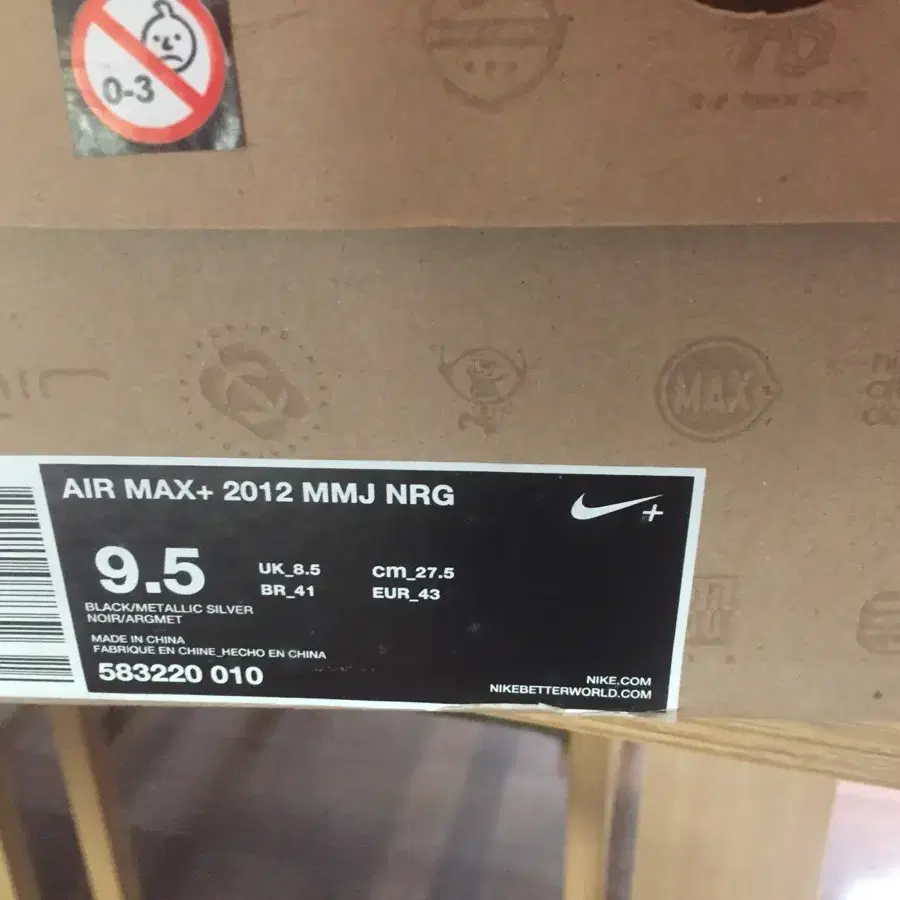 0-3
MAX
AIR MAX+ 2012 MMJ NRG
9.5
UK_8.5 cm_27.5
BR_41 EUR_43
BLACK/METALLIC SILVER
NOIR/ARGMET
MADE IN CHINA
FABRIQUE EN CHINE_HECHO EN CHINA
583220 010
NIKE.COM
NIKEBETTERWORLD.COM